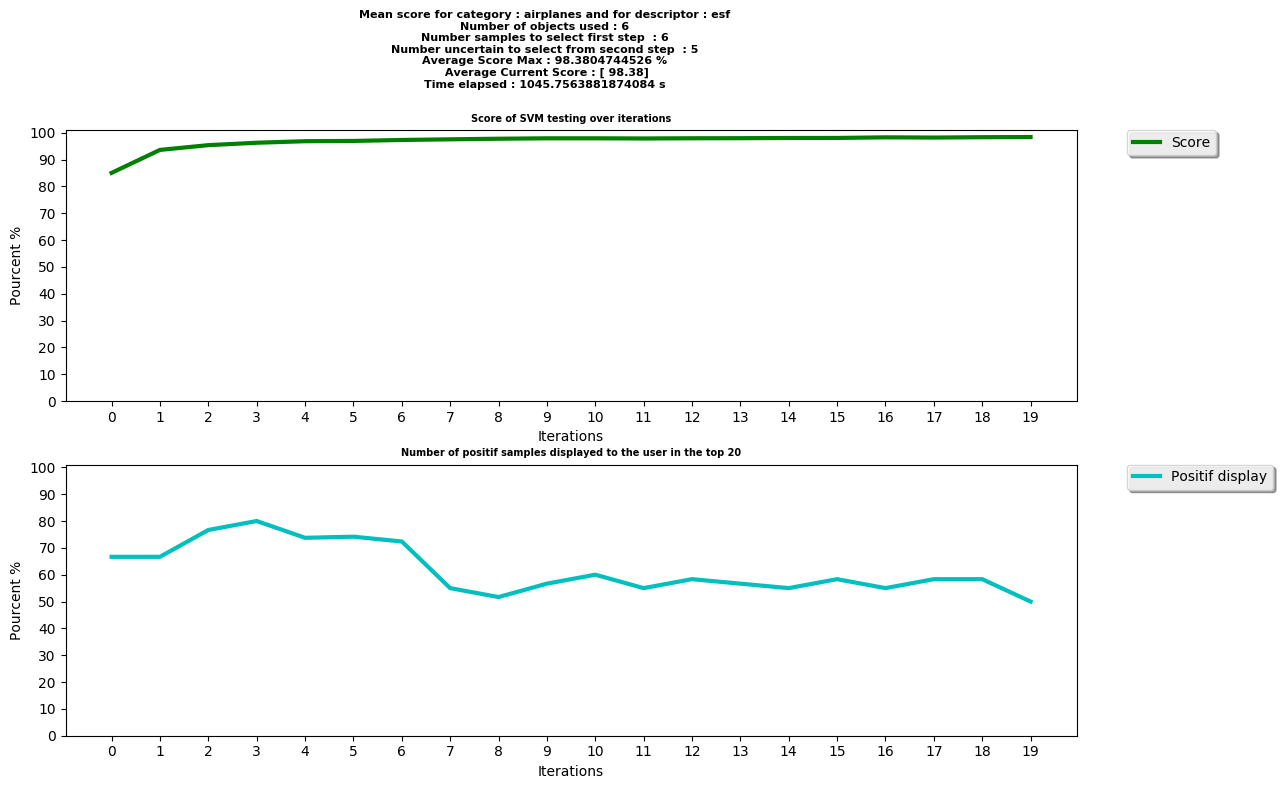 Mean score for category : airplanes and for descriptor : esf
Number of objects used : 6
Number samples to select first step  : 6
Number uncertain to select from second step  : 5
Average Score Max : 98.3804744526 %
Average Current Score : [ 98.38]
Time elapsed : 1045.7563881874084 s
Score of SVM testing over iterations
100
90
80
70
60
50
40
30
20
10
0
Pourcent %
0 1 2 3 4 5 6 7 8 9 10 11 12 13 14 15 16 17 18 19
Iterations
Score
Number of positif samples displayed to the user in the top 20
100
90
80
70
60
50
40
30
20
10
0
Pourcent %
0 1 2 3 4 5 6 7 8 9 10 11 12 13 14 15 16 17 18 19
Iterations
Positif display